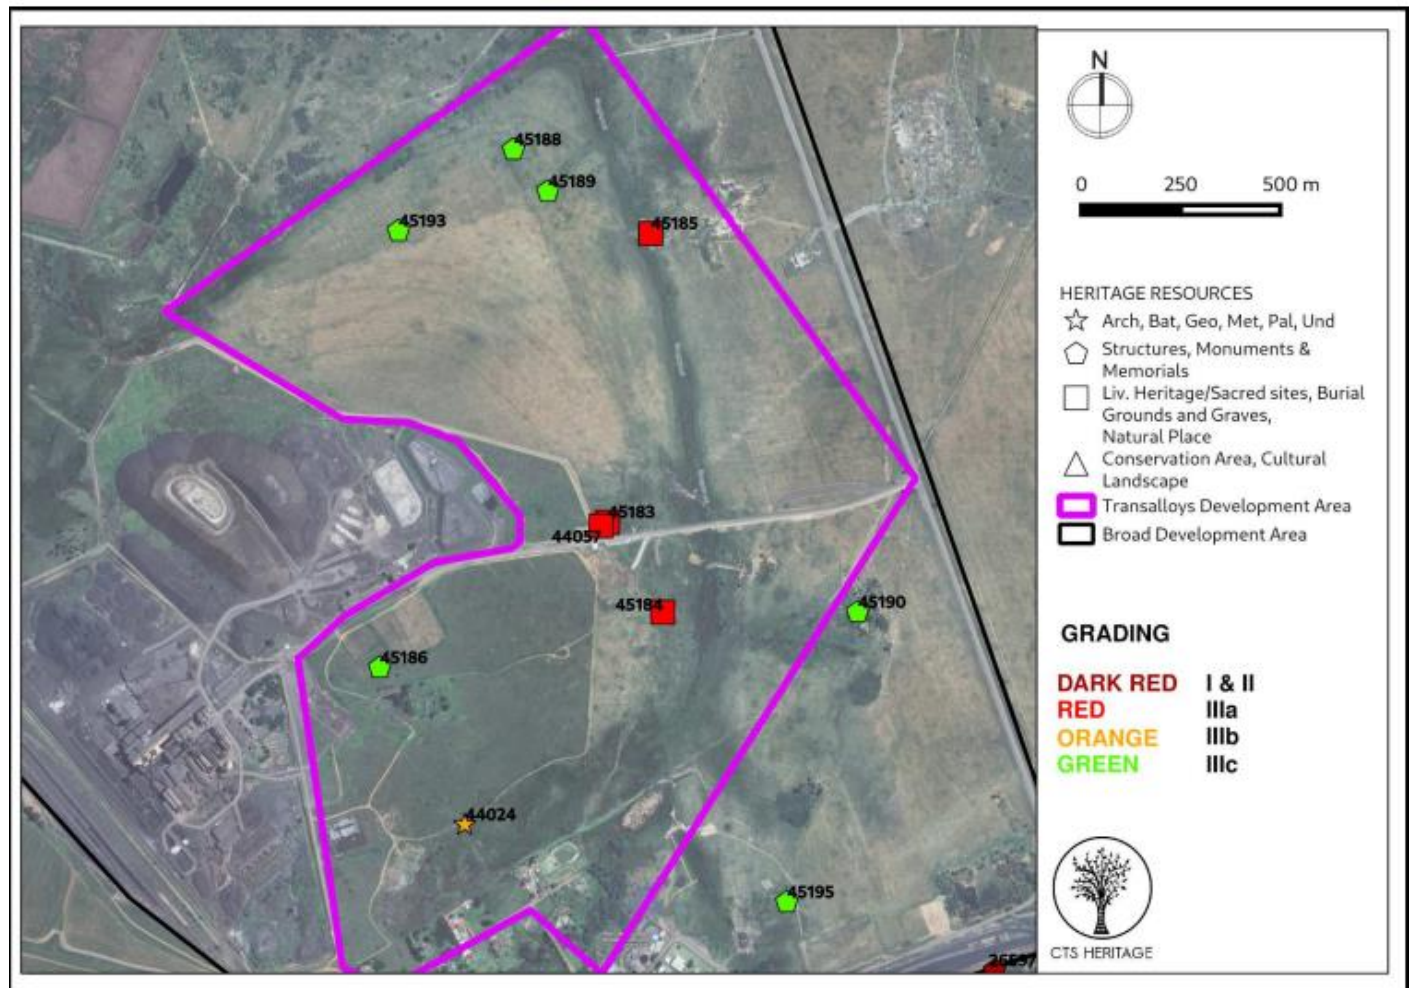 45188
45189
45193
45185
45183
44057
45184
45190
45186
44024
45195
N
0 250 500 m
HERITAGE RESOURCES
Arch, Bat, Geo, Met, Pal, Und
Structures, Monuments &
Memorials
Liv. Heritage/Sacred sites, Burial
Grounds and Graves,
Natural Place
Conservation Area, Cultural
Landscape
Transalloys Development Area
Broad Development Area
GRADING
DARK RED I & II
RED IIIa
ORANGE IIIb
GREEN IIIc
CTS HERITAGE